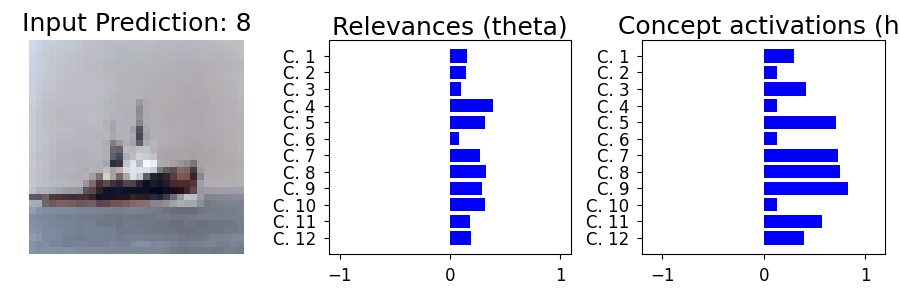 Input Prediction: 8
Relevances (theta)
C. 1
C. 2
C. 3
C. 4
C. 5
C. 6
C. 7
C. 8
C. 9
C. 10
C. 11
C. 12
−1 0 1
Concept activations (h
C. 1
C. 2
C. 3
C. 4
C. 5
C. 6
C. 7
C. 8
C. 9
C. 10
C. 11
C. 12
−1 0 1